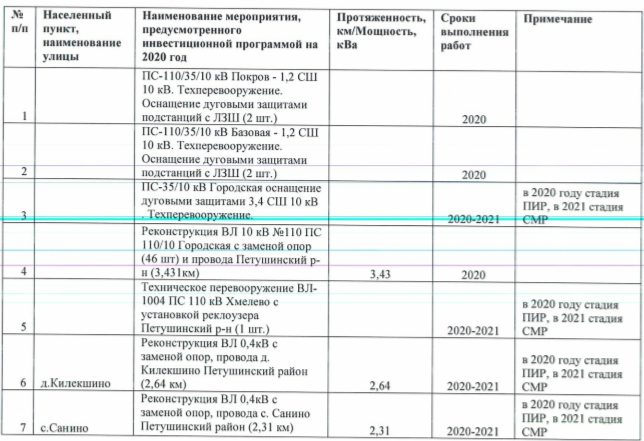 № п/п
Населенный пункт, наименование улицы
Наименование мероприятия, предусмотренного инвестиционной программой на 2020 год
Протяженность, км/Мощность, кВа
Сроки выполнения работ
Примечание
1
ПС-110/35/10 кВ Покров - 1,2 СШ
10 кВ. Техперевооружение.
Оснащение дуговыми защитами
подстанций с ЛЗШ (2 шт.)
2020
2
ПС-110/35/10 кВ Базовая - 1,2 СШ
10 кВ. Техперевооружение.
Оснащение дуговыми защитами
подстанций с ЛЗШ (2 шт.)
2020
3
ПС-35/10 кВ Городская оснащение
дуговыми защитами 3,4 СШ 10 кВ
. Техперевооружение.
2020-2021
в 2020 году стадия
ПИР, в 2021 стадия
СМР
4
Реконструкция ВЛ 10 кВ №110 ПС
110/10 Городская с заменой опор
(46 шт) и провода Петушинский р-
н (3,431км)
3,43
2020
5
Техническое перевооружение ВЛ-
1004 ПС 110 кВ Хмелево с
установкой реклоузера
Петушинский р-н (1 шт.)
2020-2021
в 2020 году стадия
ПИР, в 2021 стадия
СМР
6
д.Килекшино
Реконструкция ВЛ 0,4кВ с
заменой опор, провода д.
Килекшино Петушинский район
(2,64 км)
2,64
2020-2021
в 2020 году стадия
ПИР, в 2021 стадия
СМР
7
с.Санино
Реконструкция ВЛ 0,4кВ с
заменой опор, провода с. Санино
Петушинский район (2,31 км)
2,31
2020-2021
в 2020 году стадия
ПИР, в 2021 стадия
СМР